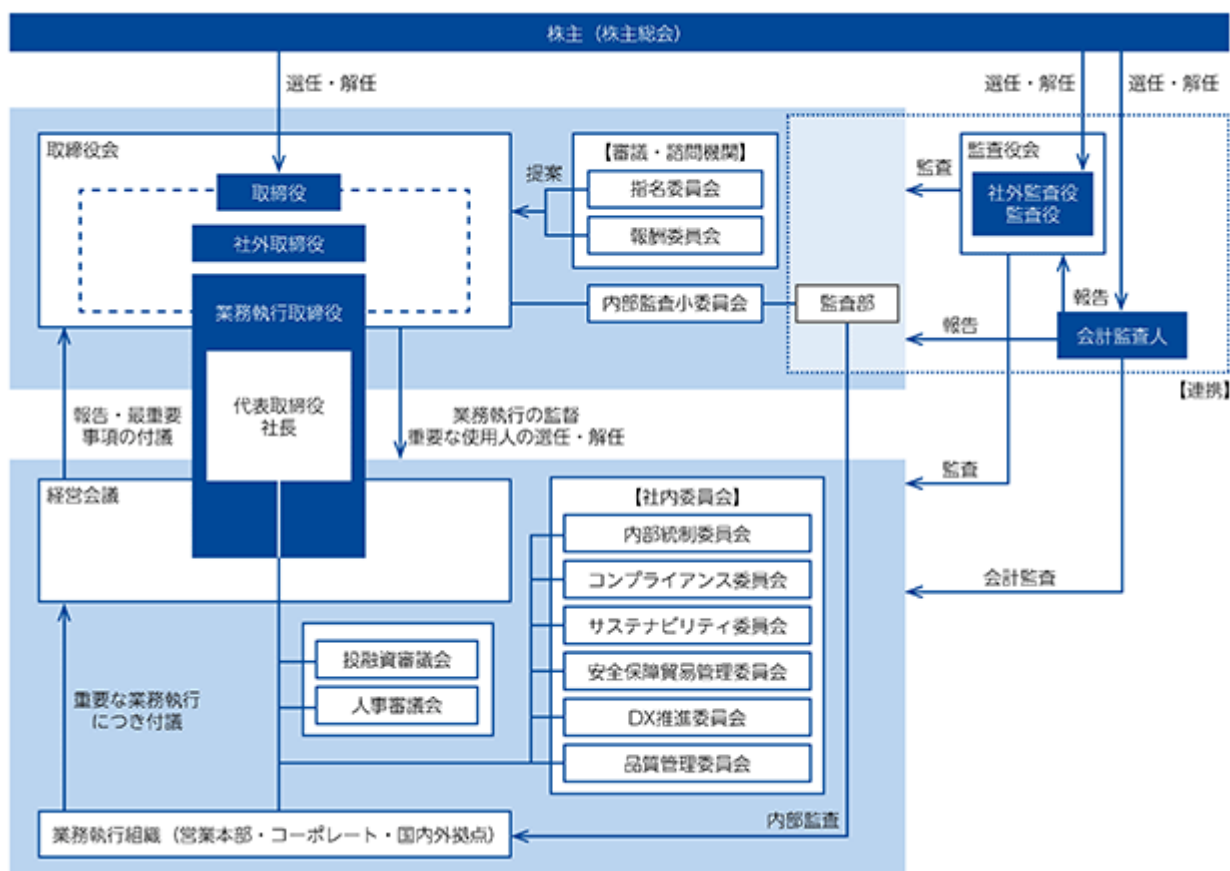 株主（株主総会）
選任・解任
選任・解任
選任・解任
取締役会
取締役
社外取締役
業務執行取締役
代表取締役
社長
【審議・諮問機関】
指名委員会
報酬委員会
提案
内部監査小委員会
監査部
監査
監査役会
社外監査役
監査役
報告
報告
会計監査人
【連携】
報告・最重要
事項の付議
業務執行の監督
重要な使用人の選任・解任
監査
経営会議
【社内委員会】
内部統制委員会
コンプライアンス委員会
サステナビリティ委員会
安全保障貿易管理委員会
DX推進委員会
品質管理委員会
会計監査
投融資審議会
人事審議会
重要な業務執行
につき付議
内部監査
業務執行組織（営業本部・コーポレート・国内外拠点）